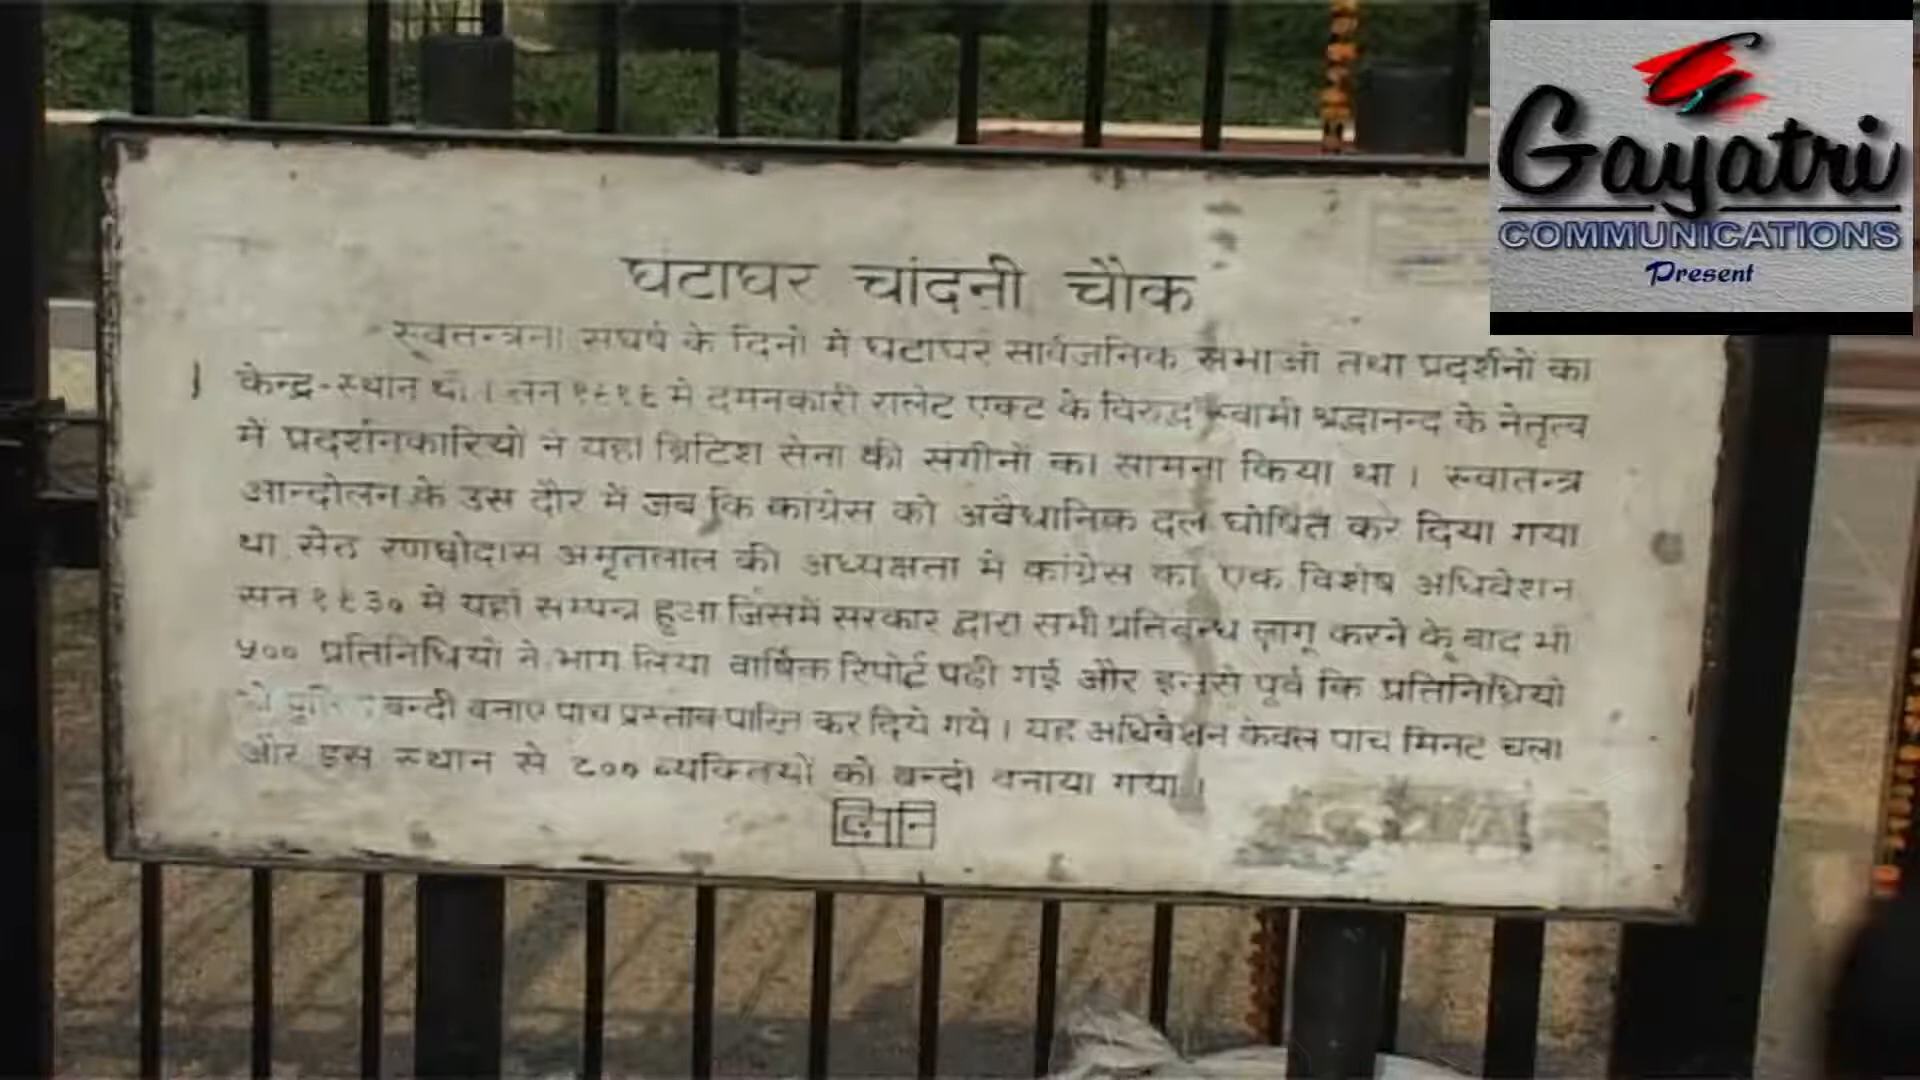 Gayatri
COMMUNICATIONS
Present
घंटाघर चांदनी चौक
स्वतन्त्रता संघर्ष के दिनों में घंटाघर सार्वजनिक सभाओं तथा प्रदर्शनों का
केन्द्र-स्थान था । सन १९१९ मे दमनकारी रालेट एक्ट के विरुद्ध स्वामी श्रद्धानन्द के नेतृत्व
में प्रदर्शनकारियों ने यहां ब्रिटिश सेना की संगीनों का सामना किया था । स्वातन्त्र
आन्दोलन के उस दौर में जब कि कांग्रेस को अवैधानिक दल घोषित कर दिया गया
था सेठ रणछोदास अमृतलाल की अध्यक्षता में कांग्रेस का एक विशेष अधिवेशन
सन १९३० में यहाँ सम्पन्न हुआ जिसमें सरकार द्वारा सभी प्रतिबन्ध लागू करने के बाद भी
५०० प्रतिनिधियों ने भाग लिया वार्षिक रिपोर्ट पढी गई और इससे पूर्व कि प्रतिनिधियों
बन्दी बनाए पांच प्रस्ताव पारित कर दिये गये । यह अधिवेशन केवल पांच मिनट चला
और इस स्थान से ८०० व्यक्तियों को बन्दी बनाया गया ।